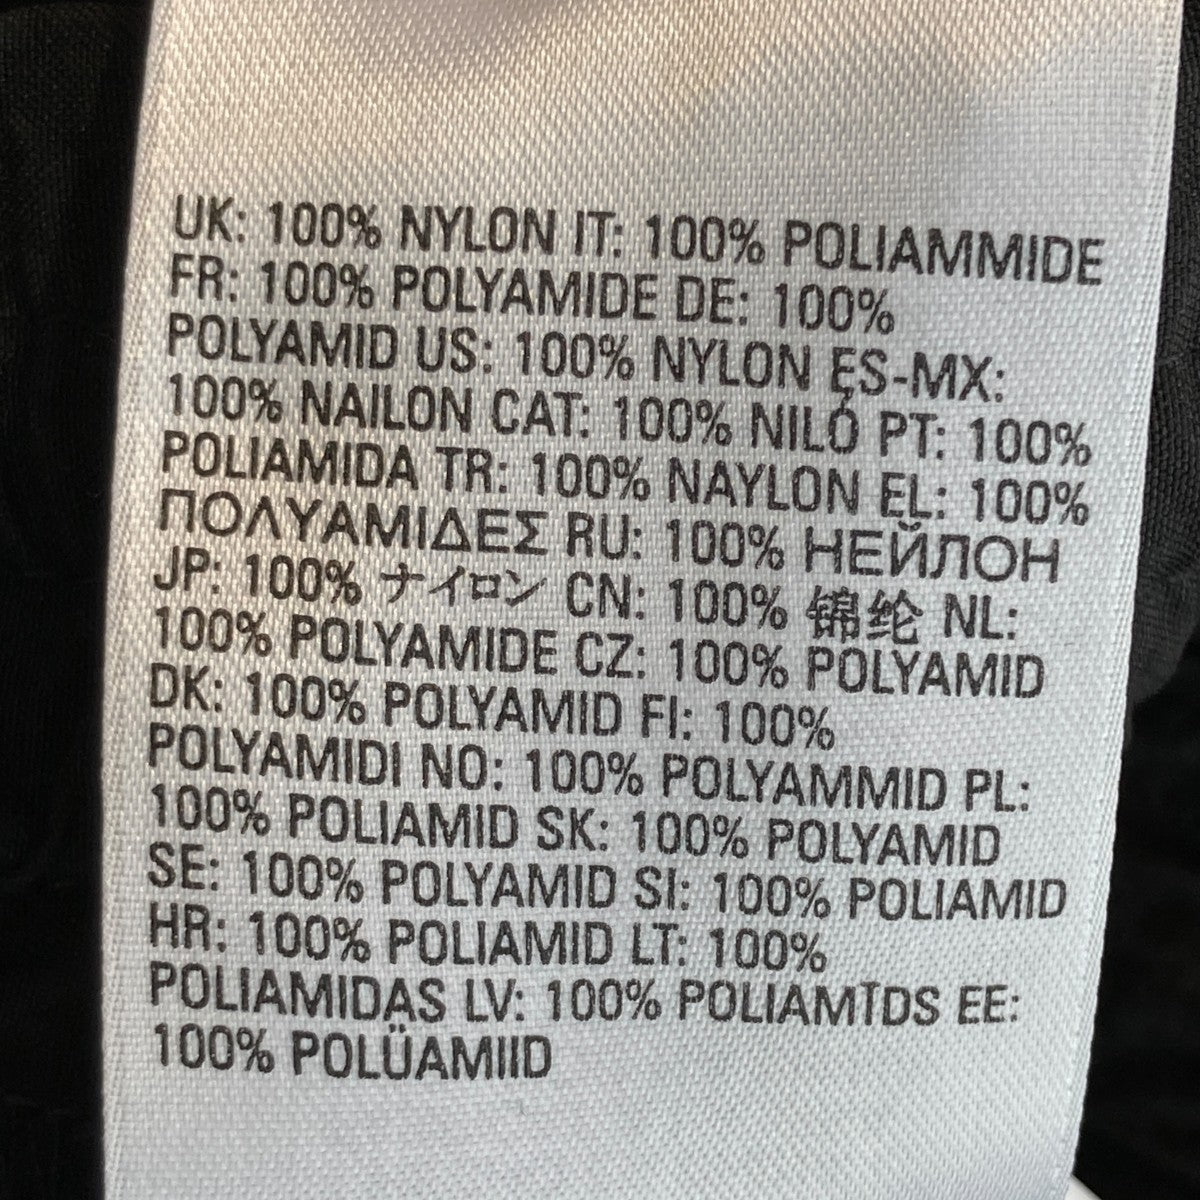 UK: 100% NYLON IT: 100% POLIAMMIDE
FR: 100% POLYAMIDE DE: 100%
POLYAMID US: 100% NYLON ES-MX:
100% NAILON CAT: 100% NILÓ PT: 100%
POLIAMIDA TR: 100% NAYLON EL: 100%
ΠΟΛΥΑΜΙΔΕΣ RU: 100% НЕЙЛОН
JP: 100% ナイロン CN: 100% 锦纶 NL:
100% POLYAMIDE CZ: 100% POLYAMID
DK: 100% POLYAMID FI: 100%
POLYAMIDI NO: 100% POLYAMMID PL:
100% POLIAMID SK: 100% POLYAMID
SE: 100% POLYAMID SI: 100% POLIAMID
HR: 100% POLIAMID LT: 100%
POLIAMIDAS LV: 100% POLIAMĪDS EE:
100% POLÜAMIID